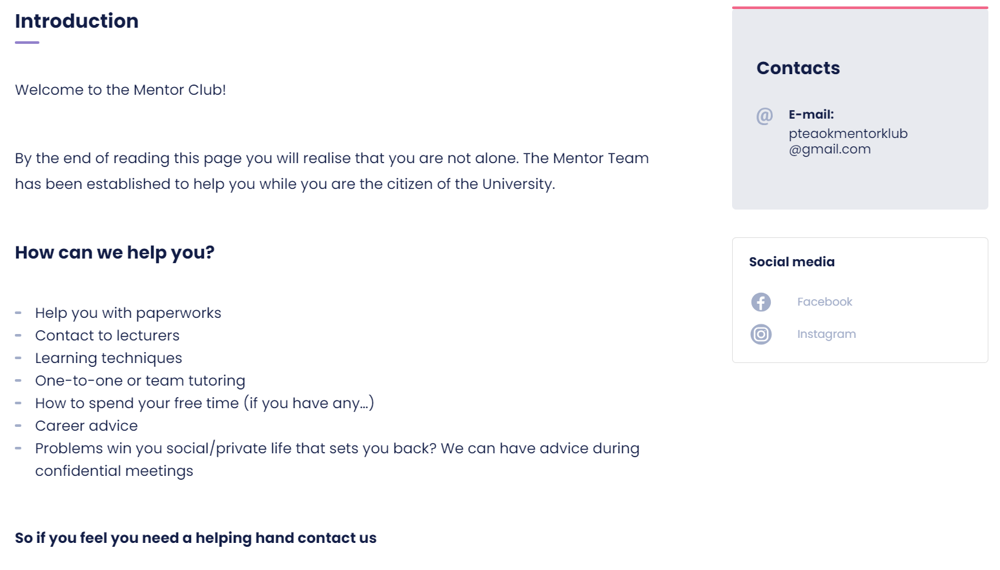 Introduction
Welcome to the Mentor Club!
By the end of reading this page you will realise that you are not alone. The Mentor Team
has been established to help you while you are the citizen of the University.
How can we help you?
- Help you with paperworks
- Contact to lecturers
- Learning techniques
- One-to-one or team tutoring
- How to spend your free time (if you have any...)
- Career advice
- Problems win you social/private life that sets you back? We can have advice during
confidential meetings
So if you feel you need a helping hand contact us
Contacts
@ E-mail:
pteaokmentorklub
@gmail.com
Social media
Facebook
Instagram